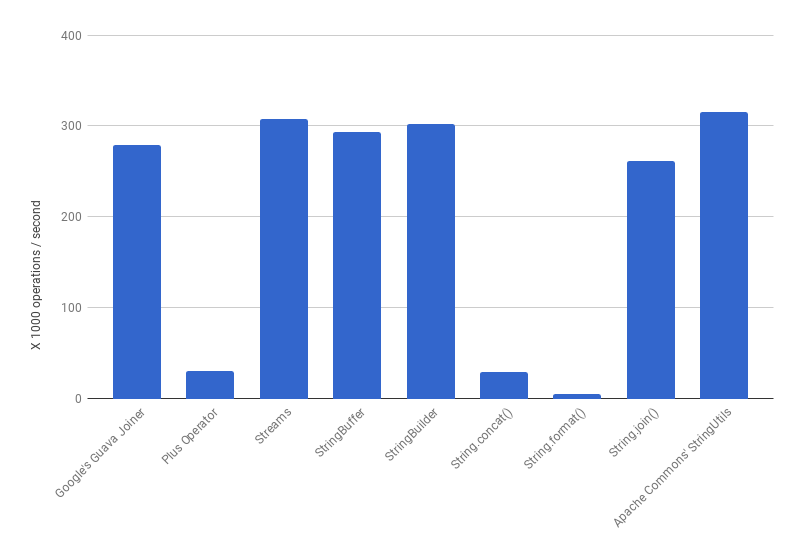 400
300
200
100
0
X 1000 operations / second
Google's Guava Joiner
Plus Operator
Streams
StringBuffer
StringBuilder
String.concat()
String.format()
String.join()
Apache Commons' StringUtils